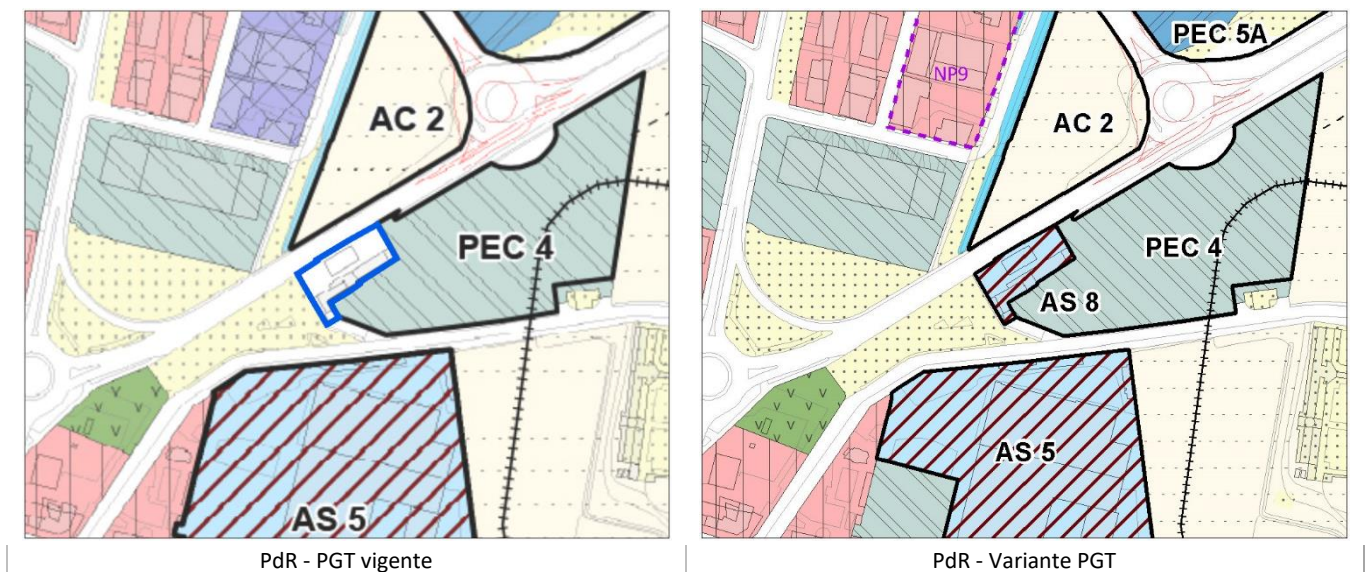 AC 2
PEC 4
AS 5
PdR - PGT vigente
PEC 5A
NP9
AC 2
PEC 4
AS 8
AS 5
PdR - Variante PGT